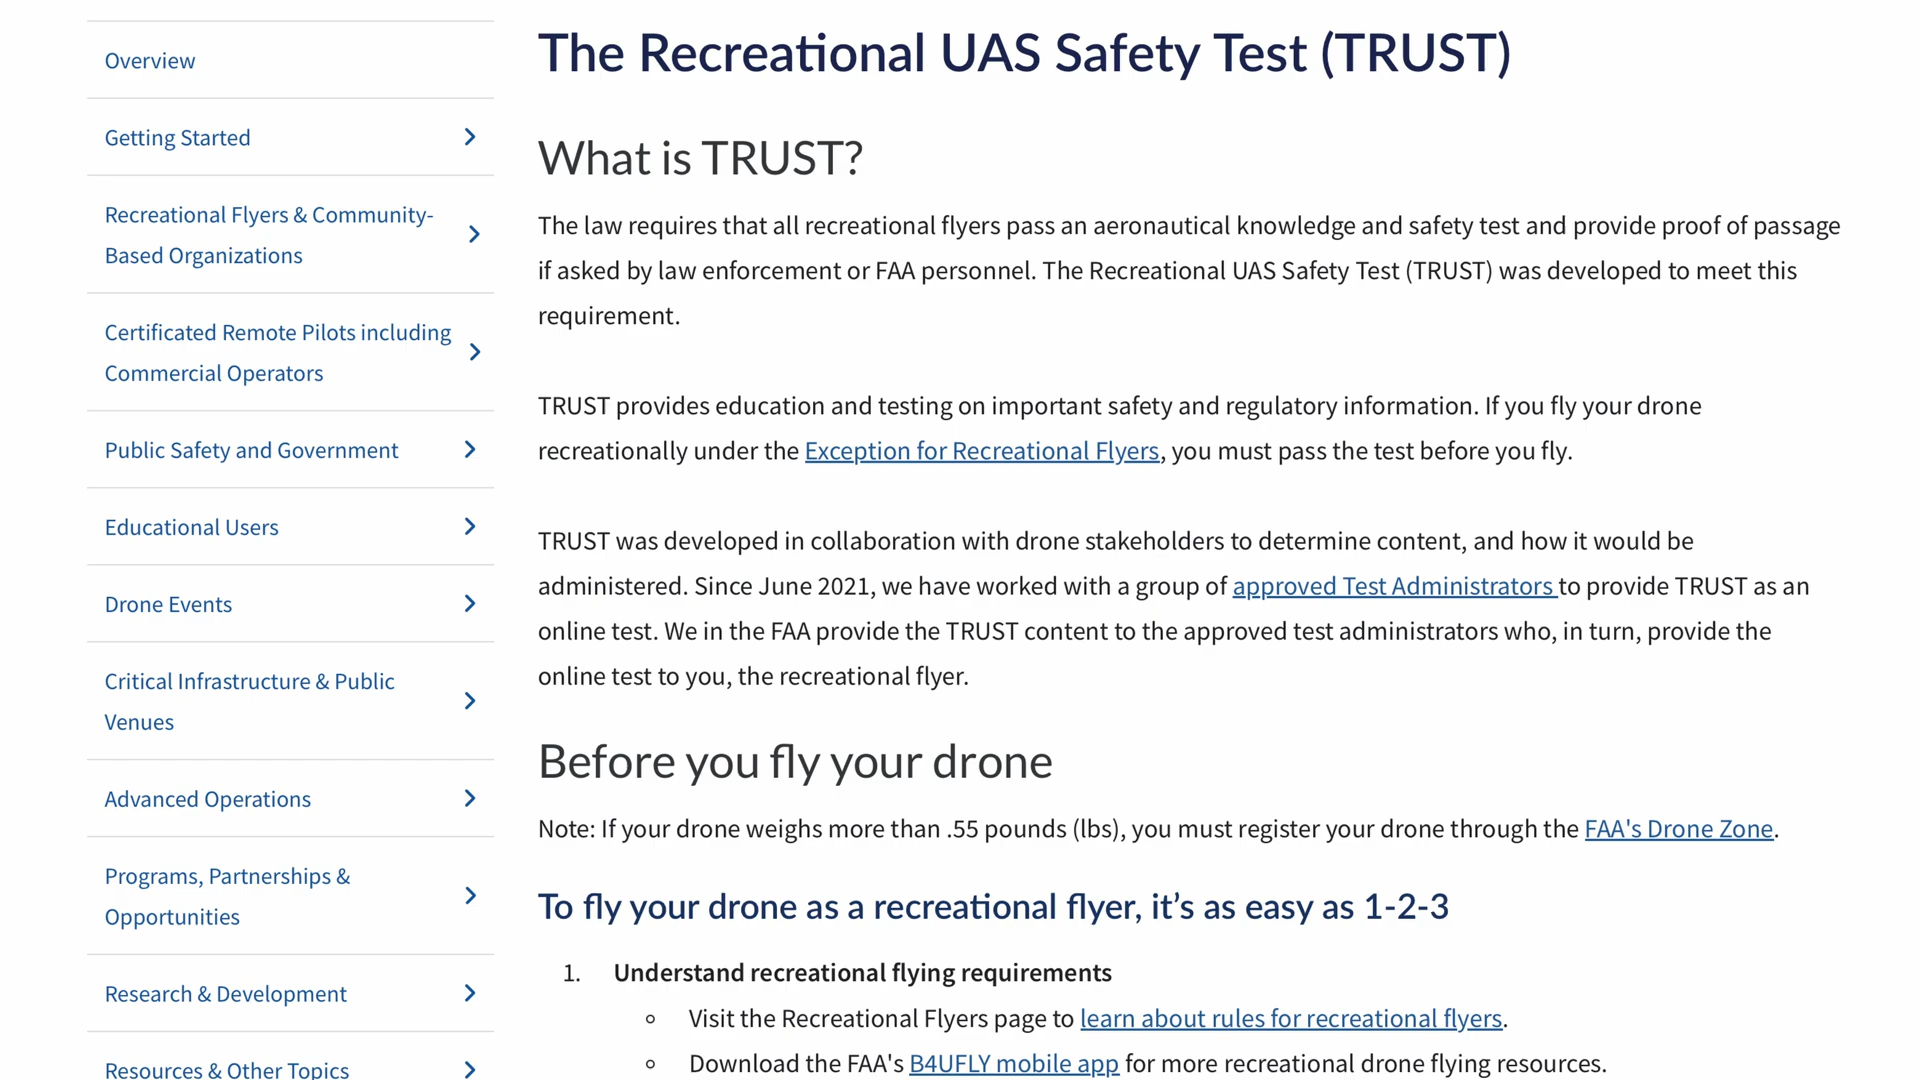 Overview
Getting Started
Recreational Flyers & Community-
Based Organizations
Certificated Remote Pilots including
Commercial Operators
Public Safety and Government
Educational Users
Drone Events
Critical Infrastructure & Public
Venues
Advanced Operations
Programs, Partnerships &
Opportunities
Research & Development
Resources & Other Topics
The Recreational UAS Safety Test (TRUST)
What is TRUST?
The law requires that all recreational flyers pass an aeronautical knowledge and safety test and provide proof of passage
if asked by law enforcement or FAA personnel. The Recreational UAS Safety Test (TRUST) was developed to meet this
requirement.
TRUST provides education and testing on important safety and regulatory information. If you fly your drone
recreationally under the Exception for Recreational Flyers, you must pass the test before you fly.
TRUST was developed in collaboration with drone stakeholders to determine content, and how it would be
administered. Since June 2021, we have worked with a group of approved Test Administrators to provide TRUST as an
online test. We in the FAA provide the TRUST content to the approved test administrators who, in turn, provide the
online test to you, the recreational flyer.
Before you fly your drone
Note: If your drone weighs more than .55 pounds (lbs), you must register your drone through the FAA's Drone Zone.
To fly your drone as a recreational flyer, it’s as easy as 1-2-3
1. Understand recreational flying requirements
Visit the Recreational Flyers page to learn about rules for recreational flyers.
Download the FAA's B4UFLY mobile app for more recreational drone flying resources.